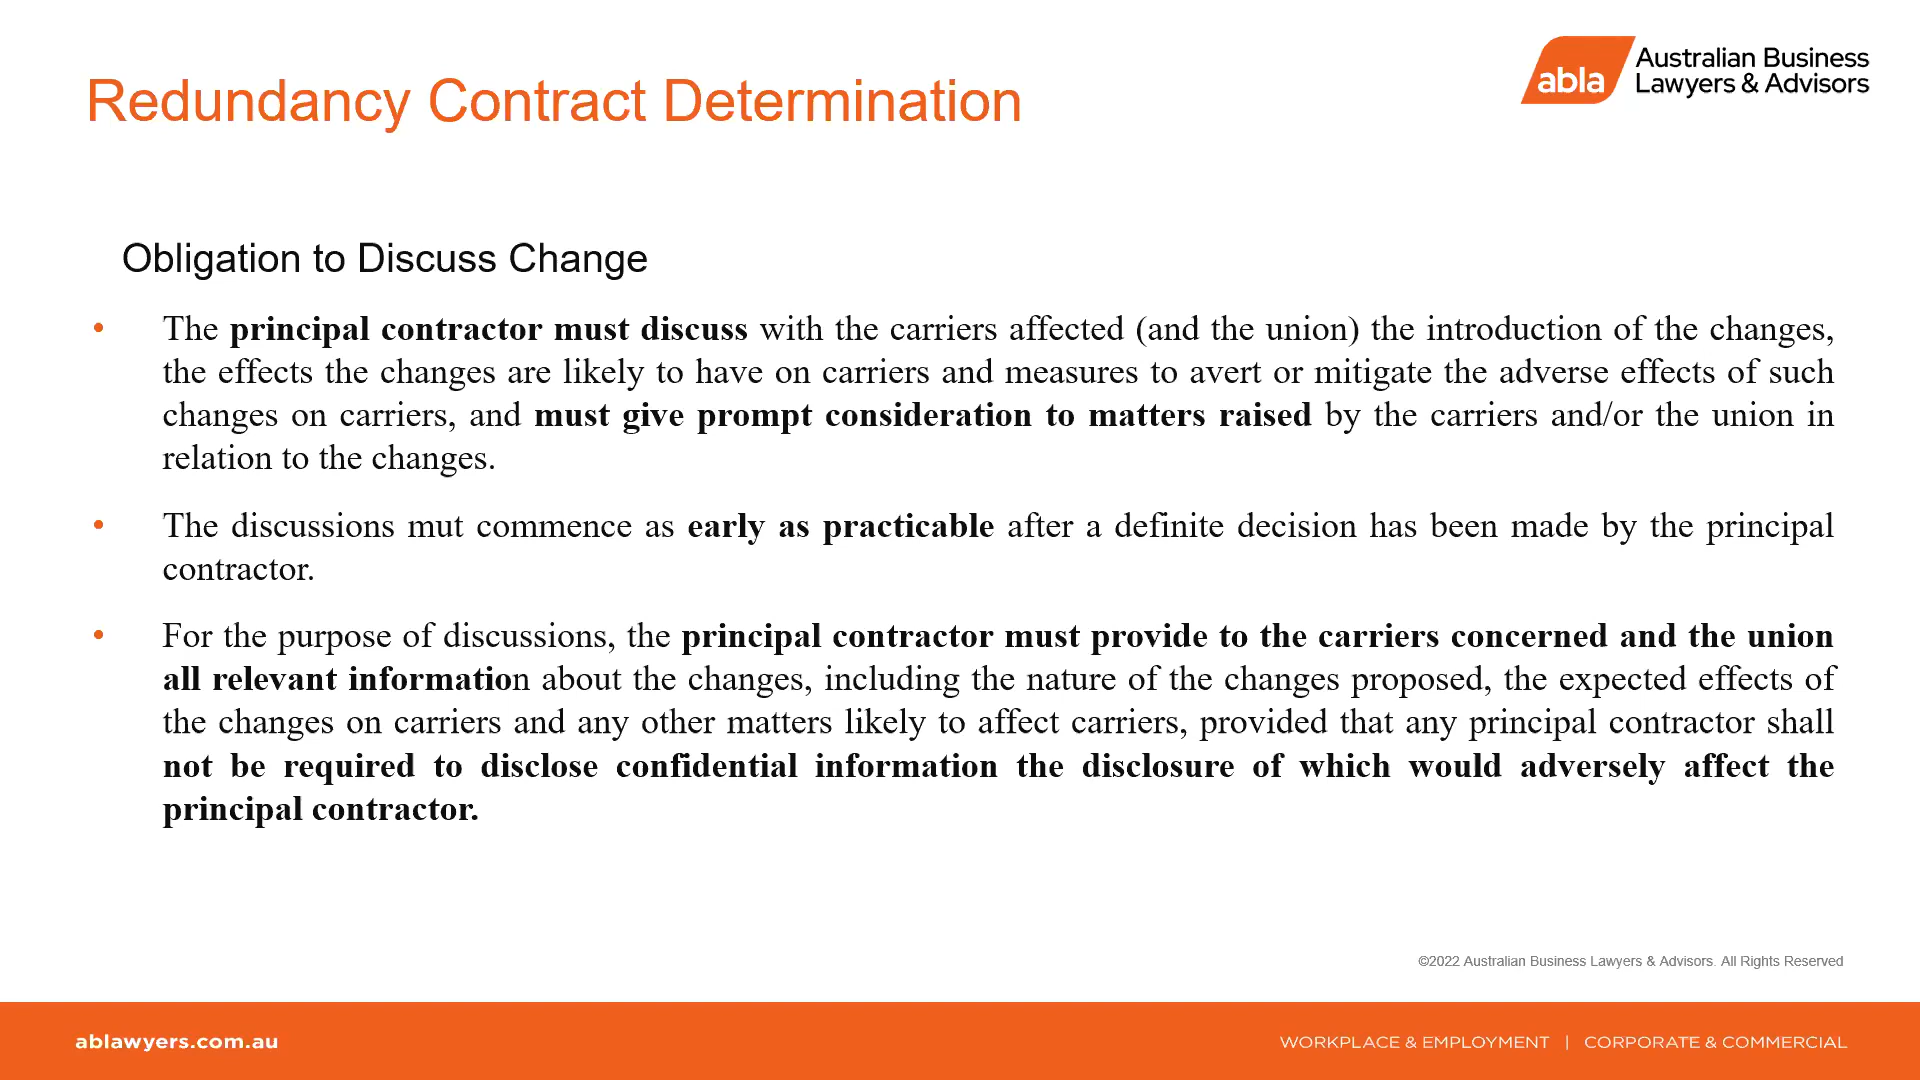 Redundancy Contract Determination
abla
Australian Business
Lawyers & Advisors
Obligation to Discuss Change
• The principal contractor must discuss with the carriers affected (and the union) the introduction of the changes,
the effects the changes are likely to have on carriers and measures to avert or mitigate the adverse effects of such
changes on carriers, and must give prompt consideration to matters raised by the carriers and/or the union in
relation to the changes.
• The discussions mut commence as early as practicable after a definite decision has been made by the principal
contractor.
• For the purpose of discussions, the principal contractor must provide to the carriers concerned and the union
all relevant information about the changes, including the nature of the changes proposed, the expected effects of
the changes on carriers and any other matters likely to affect carriers, provided that any principal contractor shall
not be required to disclose confidential information the disclosure of which would adversely affect the
principal contractor.
©2022 Australian Business Lawyers & Advisors. All Rights Reserved
ablawyers.com.au
WORKPLACE & EMPLOYMENT | CORPORATE & COMMERCIAL